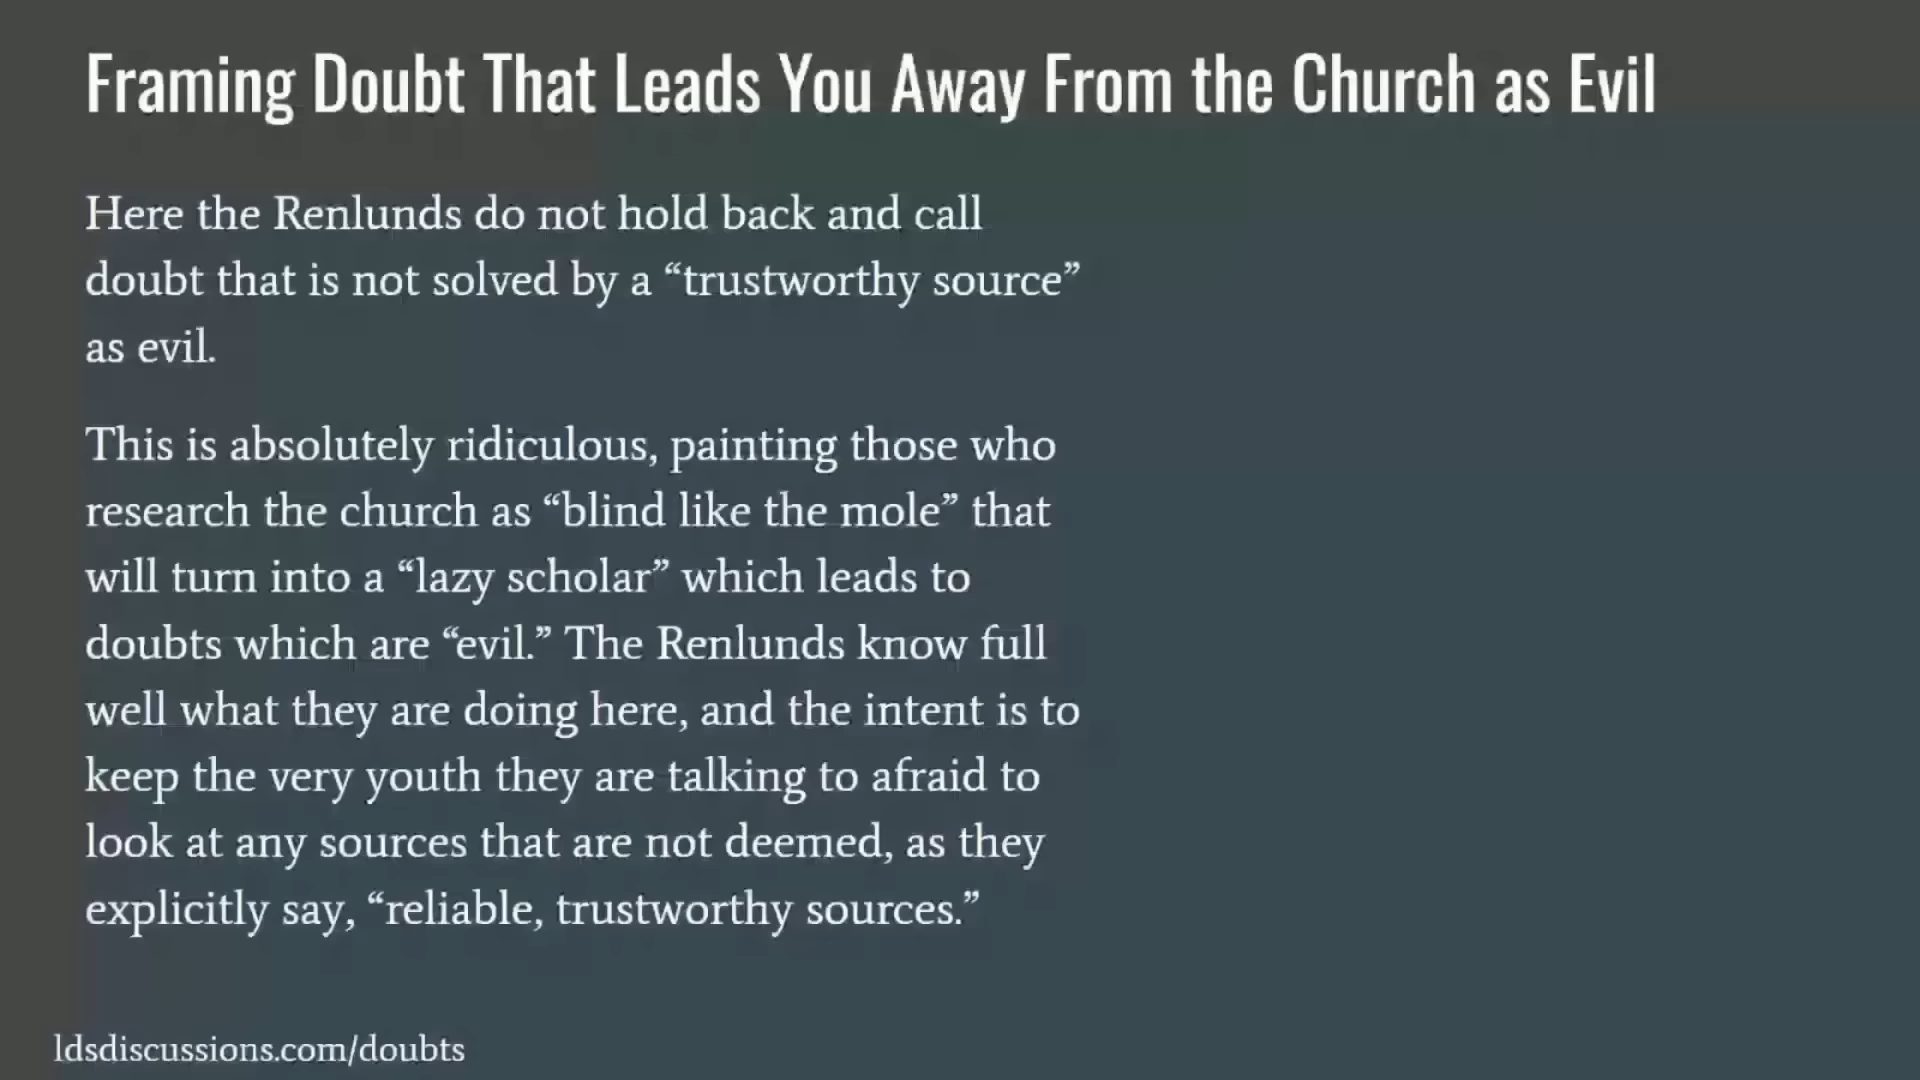 Framing Doubt That Leads You Away From the Church as Evil
Here the Renlunds do not hold back and call
doubt that is not solved by a “trustworthy source”
as evil.
This is absolutely ridiculous, painting those who
research the church as “blind like the mole” that
will turn into a “lazy scholar” which leads to
doubts which are “evil.” The Renlunds know full
well what they are doing here, and the intent is to
keep the very youth they are talking to afraid to
look at any sources that are not deemed, as they
explicitly say, “reliable, trustworthy sources.”
ldsdiscussions.com/doubts